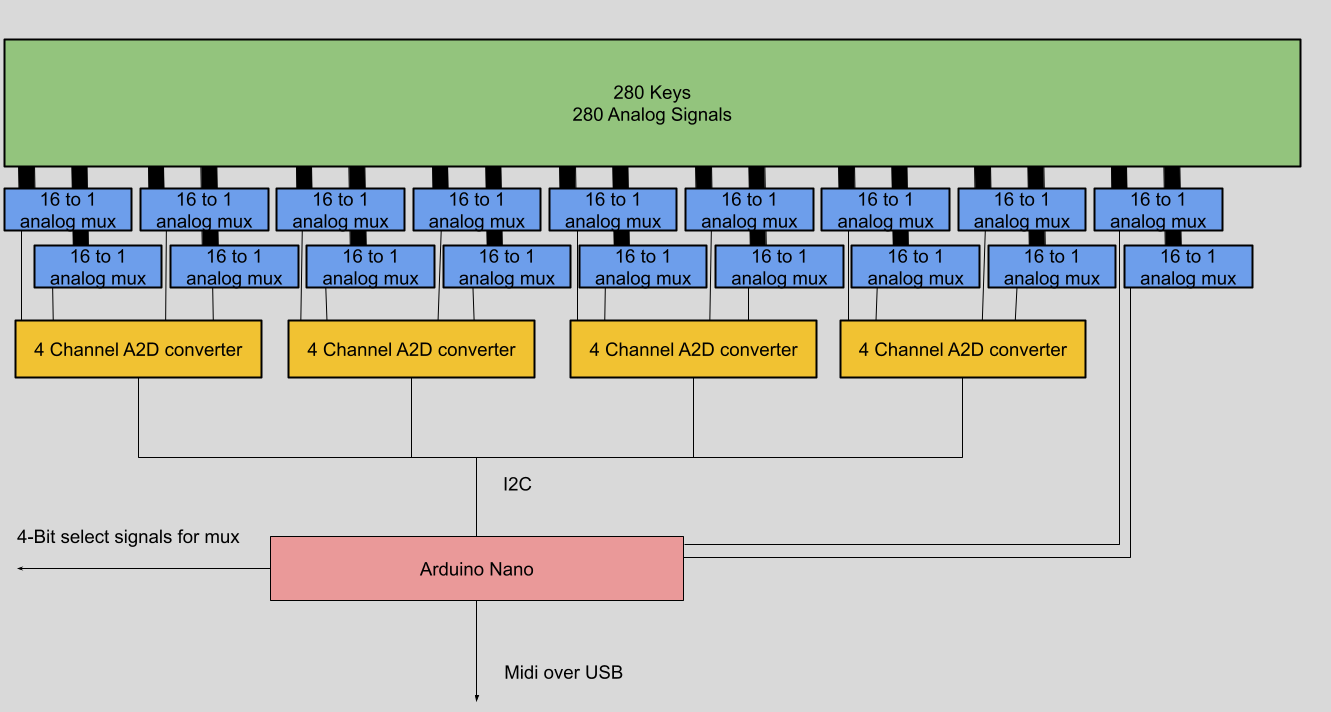 280 Keys
280 Analog Signals
16 to 1
analog mux
16 to 1
analog mux
16 to 1
analog mux
16 to 1
analog mux
16 to 1
analog mux
16 to 1
analog mux
16 to 1
analog mux
16 to 1
analog mux
16 to 1
analog mux
16 to 1
analog mux
16 to 1
analog mux
16 to 1
analog mux
16 to 1
analog mux
16 to 1
analog mux
16 to 1
analog mux
16 to 1
analog mux
16 to 1
analog mux
16 to 1
analog mux
4 Channel A2D converter
4 Channel A2D converter
4 Channel A2D converter
4 Channel A2D converter
I2C
4-Bit select signals for mux
Arduino Nano
Midi over USB